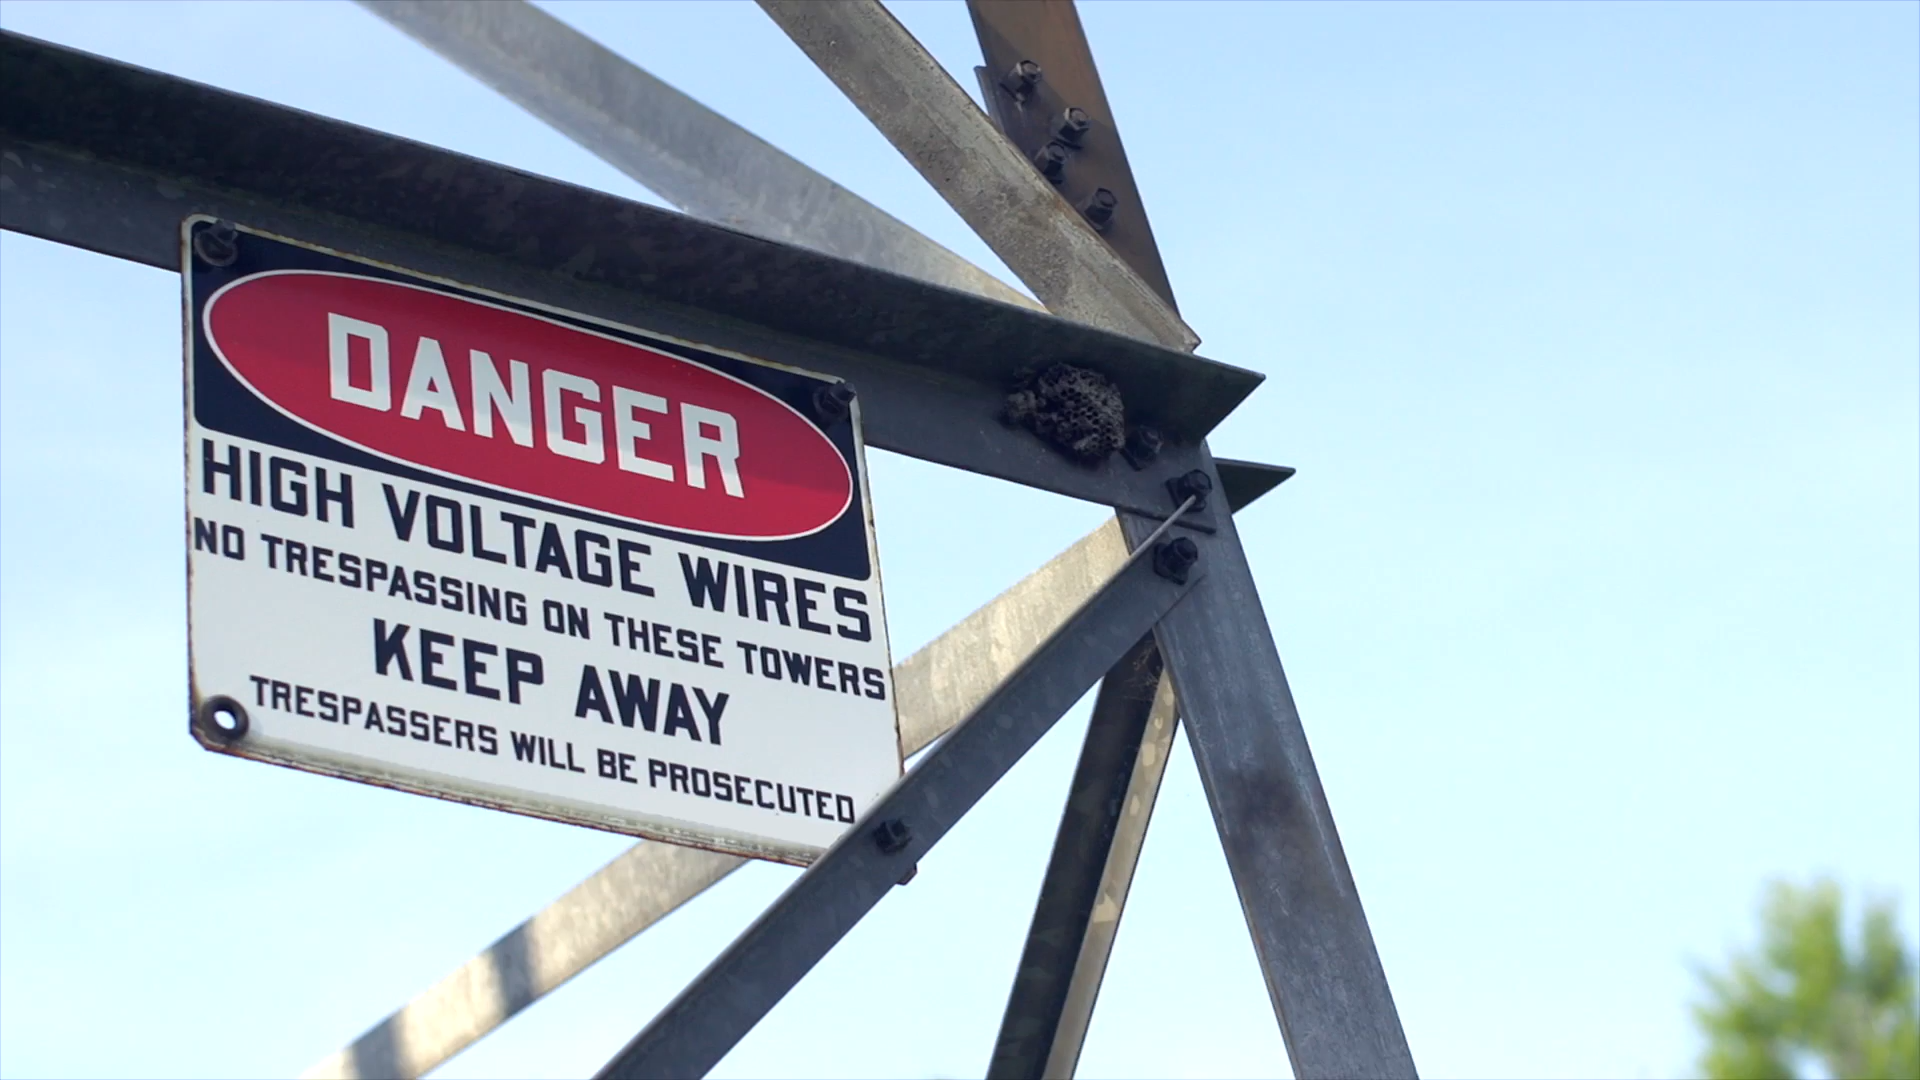 DANGER
HIGH VOLTAGE WIRES
NO TRESPASSING ON THESE TOWERS
KEEP AWAY
TRESPASSERS WILL BE PROSECUTED